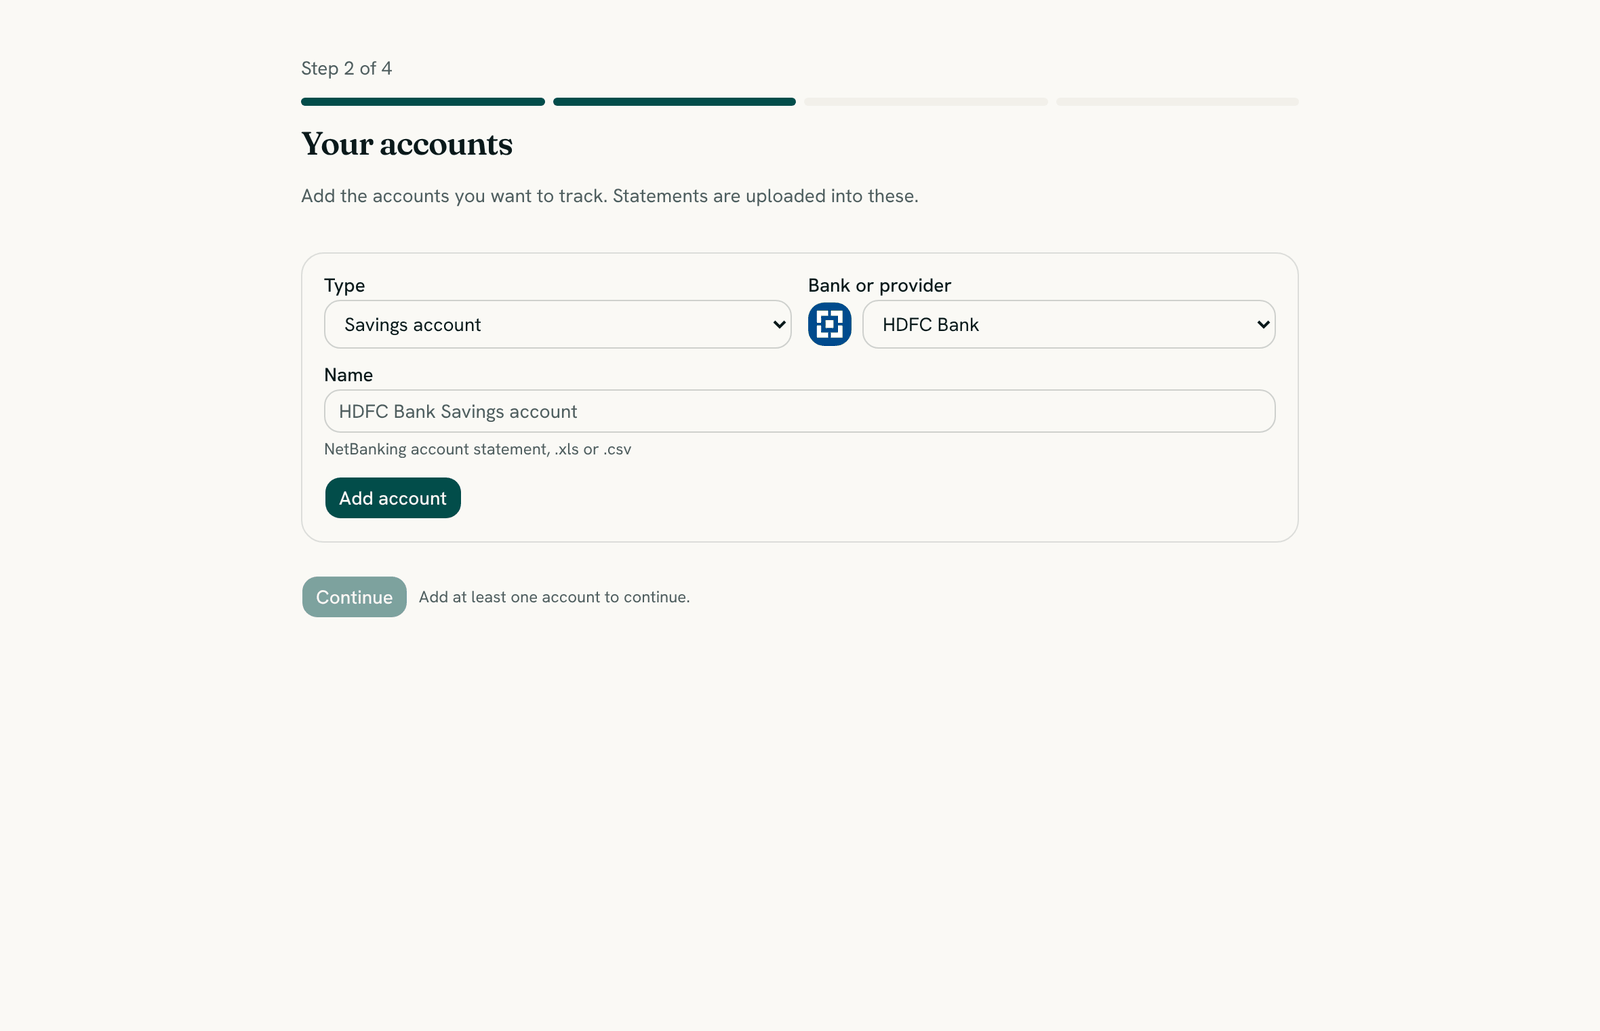 Step 2 of 4
Your accounts
Add the accounts you want to track. Statements are uploaded into these.
Type
Bank or provider
Savings account
HDFC Bank
Name
HDFC Bank Savings account
NetBanking account statement, .xls or .csv
Add account
Continue
Add at least one account to continue.